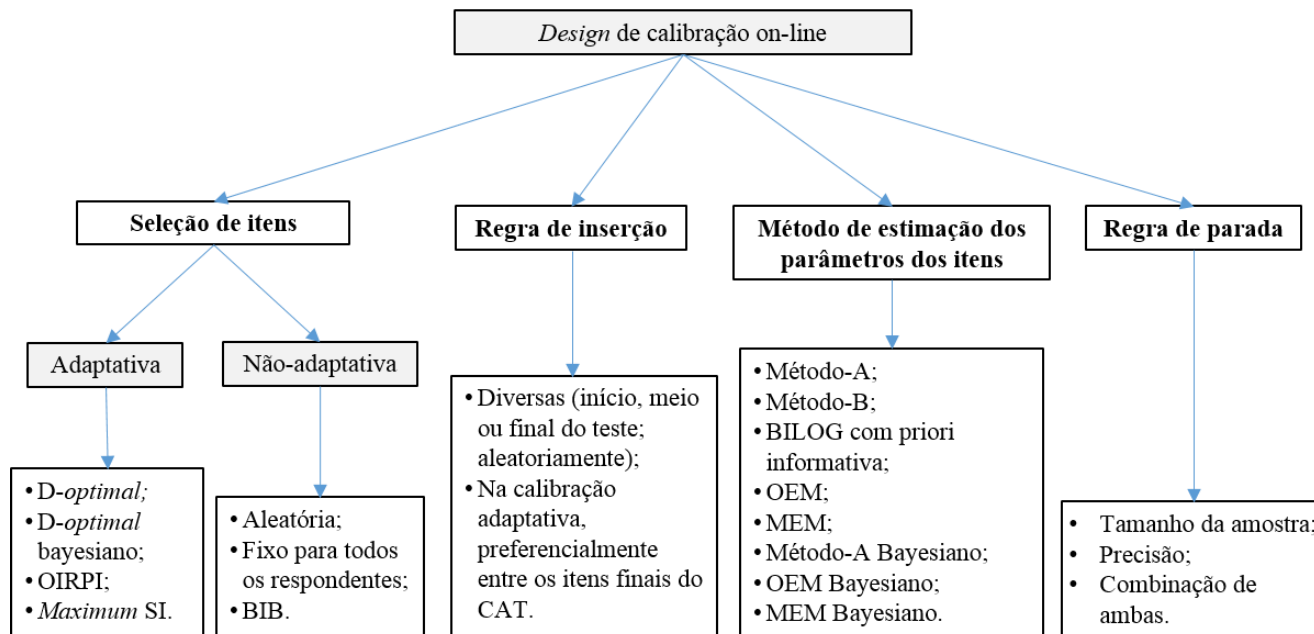 Design de calibração on-line
Seleção de itens
Regra de inserção
Método de estimação dos
parâmetros dos itens
Regra de parada
Adaptativa
Não-adaptativa
• D-optimal;
• D-optimal
bayesiano;
• OIRPI;
• Maximum SI.
• Aleatória;
• Fixo para todos
os respondentes;
• BIB.
• Diversas (início, meio
ou final do teste;
aleatoriamente);
• Na calibração
adaptativa,
preferencialmente
entre os itens finais do
CAT.
• Método-A;
• Método-B;
• BILOG com priori
informativa;
• OEM;
• MEM;
• Método-A Bayesiano;
• OEM Bayesiano;
• MEM Bayesiano.
• Tamanho da amostra;
• Precisão;
• Combinação de
ambas.